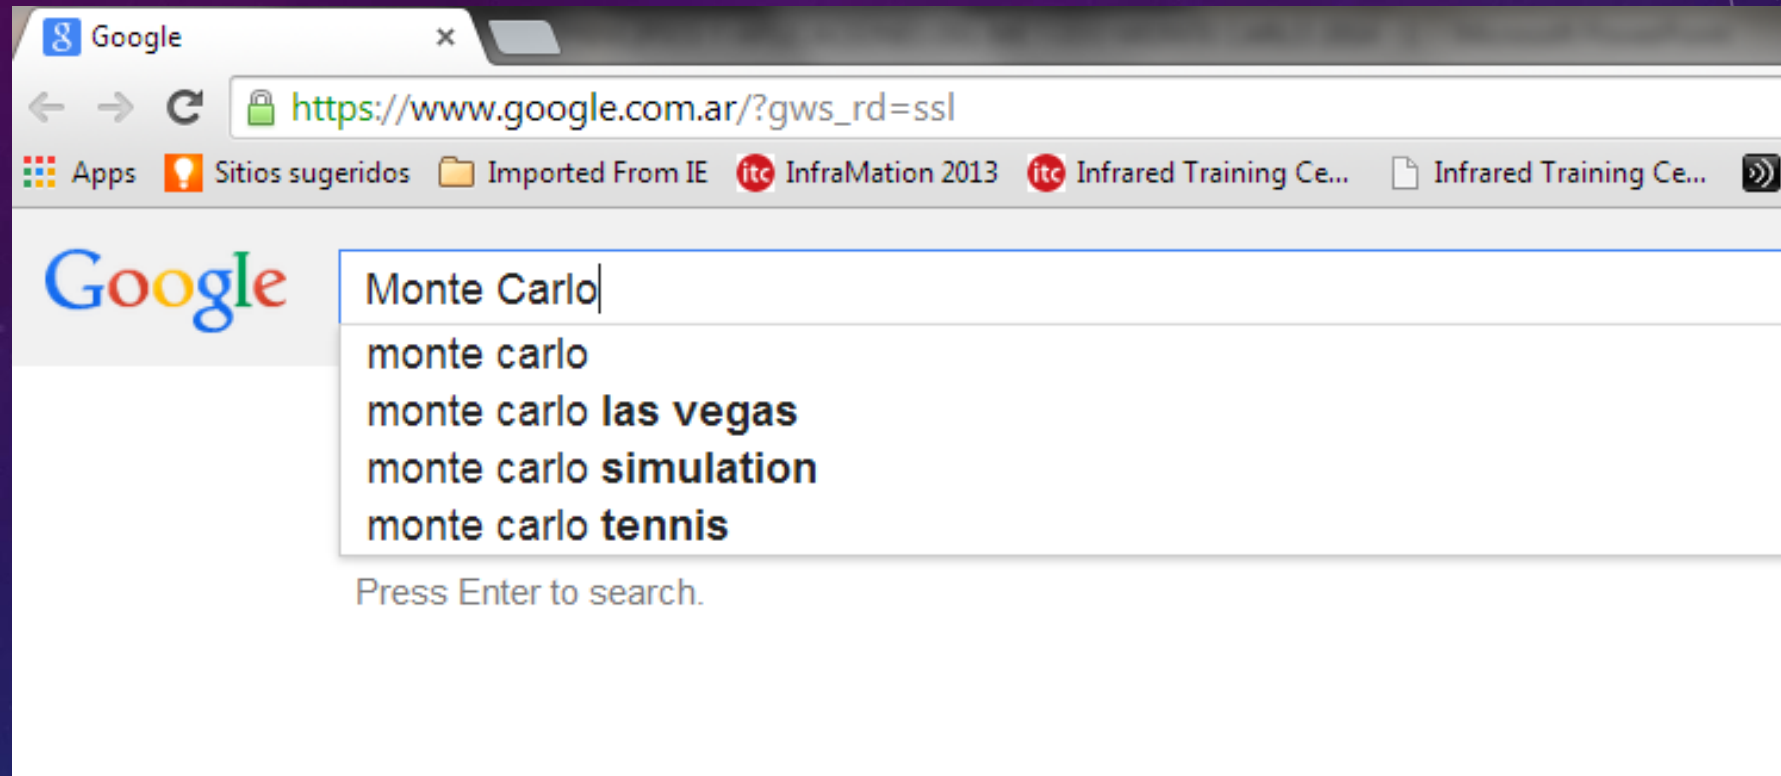 Google
https://www.google.com.ar/?gws_rd=ssl
Apps Sitios sugeridos Imported From IE itc InfraMation 2013 itc Infrared Training Ce... Infrared Training Ce...
Google Monte Carlo
monte carlo
monte carlo las vegas
monte carlo simulation
monte carlo tennis
Press Enter to search.